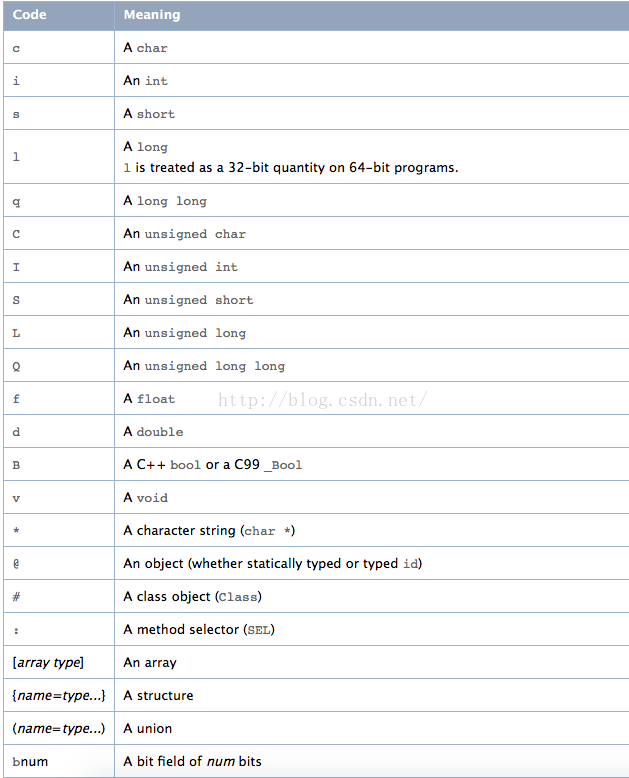 Code Meaning
c A char
i An int
s A short
l A long
l is treated as a 32-bit quantity on 64-bit programs.
q A long long
C An unsigned char
I An unsigned int
S An unsigned short
L An unsigned long
Q An unsigned long long
f A float http://blog.csdn.net/
d A double
B A C++ bool or a C99 _Bool
v A void
* A character string (char *)
@ An object (whether statically typed or typed id)
# A class object (Class)
: A method selector (SEL)
[array type] An array
{name=type...} A structure
(name=type...) A union
bnum A bit field of num bits